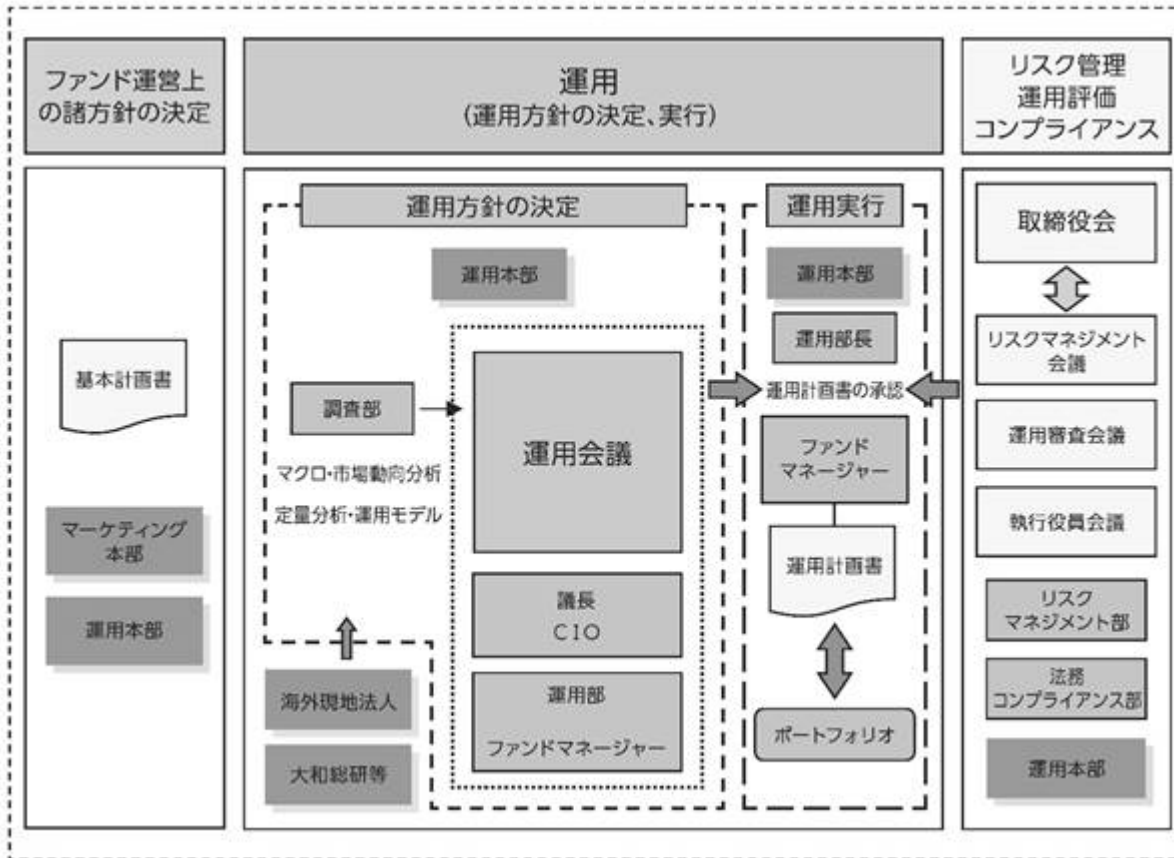 ファンド運営上
の諸方針の決定
運用
(運用方針の決定、実行)
リスク管理
運用評価
コンプライアンス
基本計画書
マーケティング
本部
運用本部
運用方針の決定
運用本部
調査部
マクロ・市場動向分析
定量分析・運用モデル
運用会議
議長
CIO
運用部
ファンドマネージャー
海外現地法人
大和総研等
運用実行
運用本部
運用部長
運用計画書の承認
ファンド
マネージャー
運用計画書
ポートフォリオ
取締役会
リスクマネジメント
会議
運用審査会議
執行役員会議
リスク
マネジメント部
法務
コンプライアンス部
運用本部